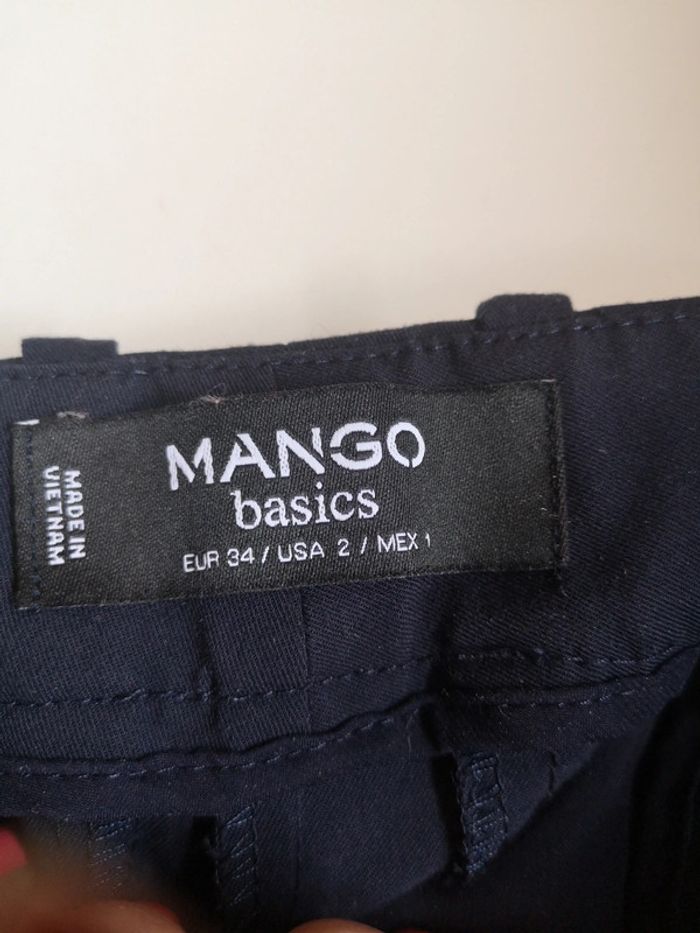 MANGO
basics
EUR 34 / USA 2 / MEX 1
MADE IN
VIETNAM